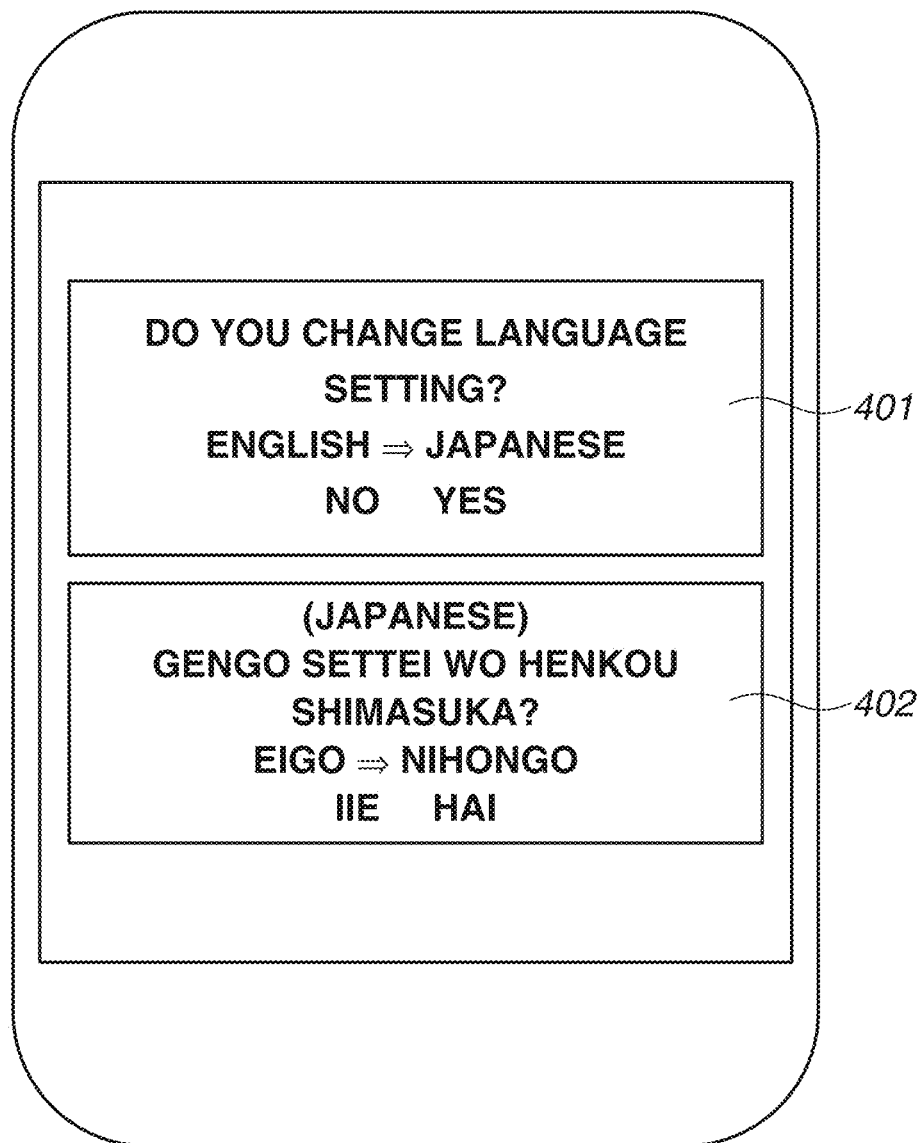 DO YOU CHANGE LANGUAGE
SETTING?
ENGLISH ⇒ JAPANESE
NO YES
401
(JAPANESE)
GENGO SETTEI WO HENKOU
SHIMASUKA?
EIGO ⇒ NIHONGO
IIE HAI
402